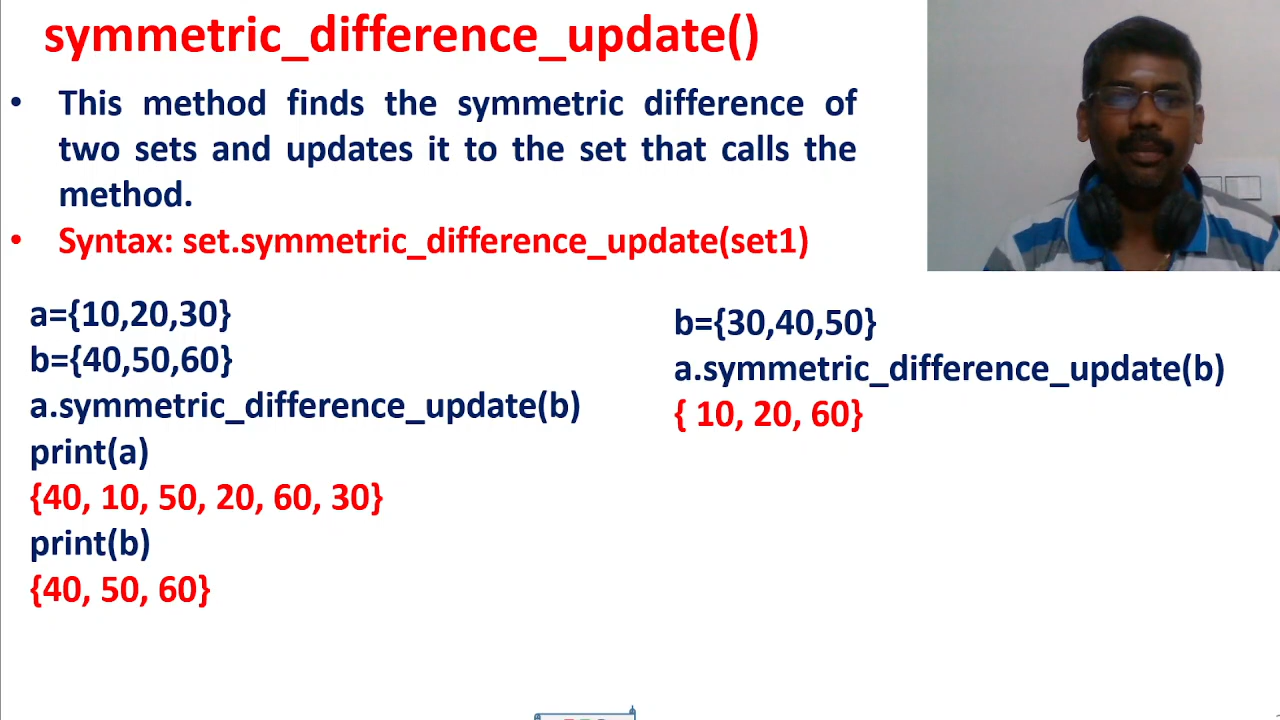 symmetric_difference_update()
• This method finds the symmetric difference of
two sets and updates it to the set that calls the
method.
• Syntax: set.symmetric_difference_update(set1)
a={10,20,30}
b={40,50,60}
a.symmetric_difference_update(b)
print(a)
{40, 10, 50, 20, 60, 30}
print(b)
{40, 50, 60}
b={30,40,50}
a.symmetric_difference_update(b)
{ 10, 20, 60}